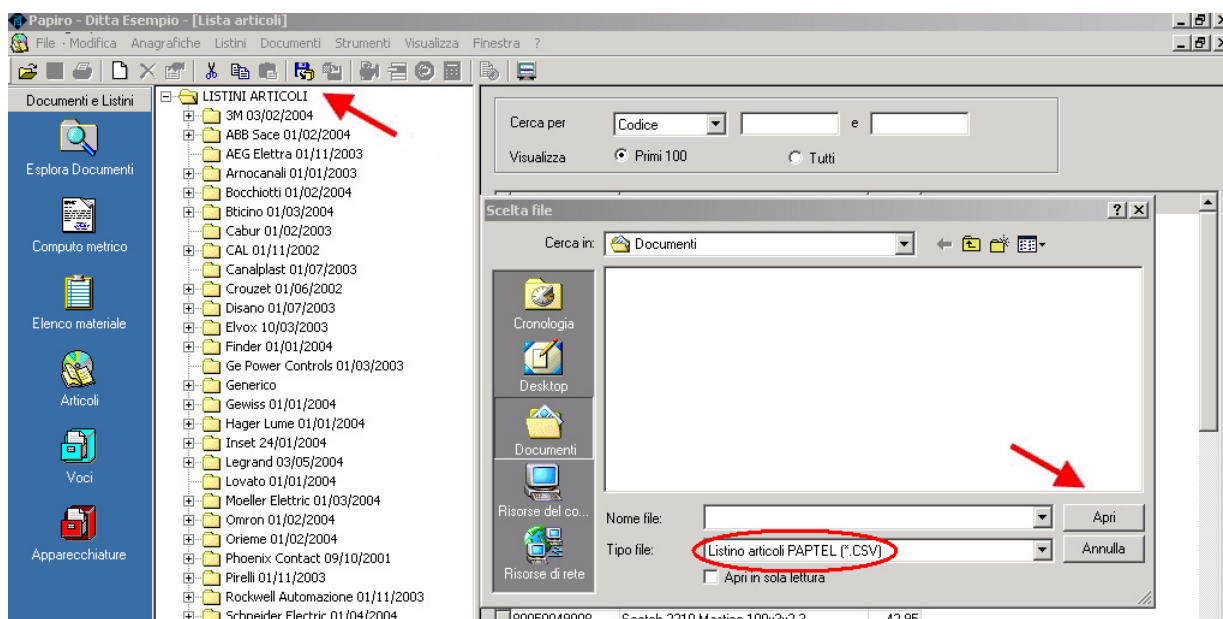 Papiro - Ditta Esempio - [Lista articoli]
File Modifica Anagrafiche Listini Documenti Strumenti Visualizza Finestra ?
Documenti e Listini
Esplora Documenti
Computo metrico
Elenco materiale
Articoli
Voci
Apparecchiature
LISTINI ARTICOLI
3M 03/02/2004
ABB Sace 01/02/2004
AEG Elettra 01/11/2003
Arnocanali 01/01/2003
Bocchiotti 01/02/2004
Bticino 01/03/2004
Cabur 01/02/2003
CAL 01/11/2002
Canalplast 01/07/2003
Crouzet 01/06/2002
Disano 01/07/2003
Elvox 10/03/2003
Finder 01/01/2004
Ge Power Controls 01/03/2003
Generico
Gewiss 01/01/2004
Hager Lume 01/01/2004
Inset 24/01/2004
Legrand 03/05/2004
Lovato 01/01/2004
Moeller Elettric 01/03/2004
Omron 01/02/2004
Orieme 01/02/2004
Phoenix Contact 09/10/2001
Pirelli 01/11/2003
Rockwell Automazione 01/11/2003
Schneider Electric 01/04/2004
Cerca per Codice e
Visualizza Primi 100 Tutti
Scelta file
Cerca in: Documenti
Cronologia
Desktop
Documenti
Risorse del co...
Risorse di rete
Nome file: Apri
Tipo file: Listino articoli PAPTEL (*.CSV) Annulla
Apri in sola lettura